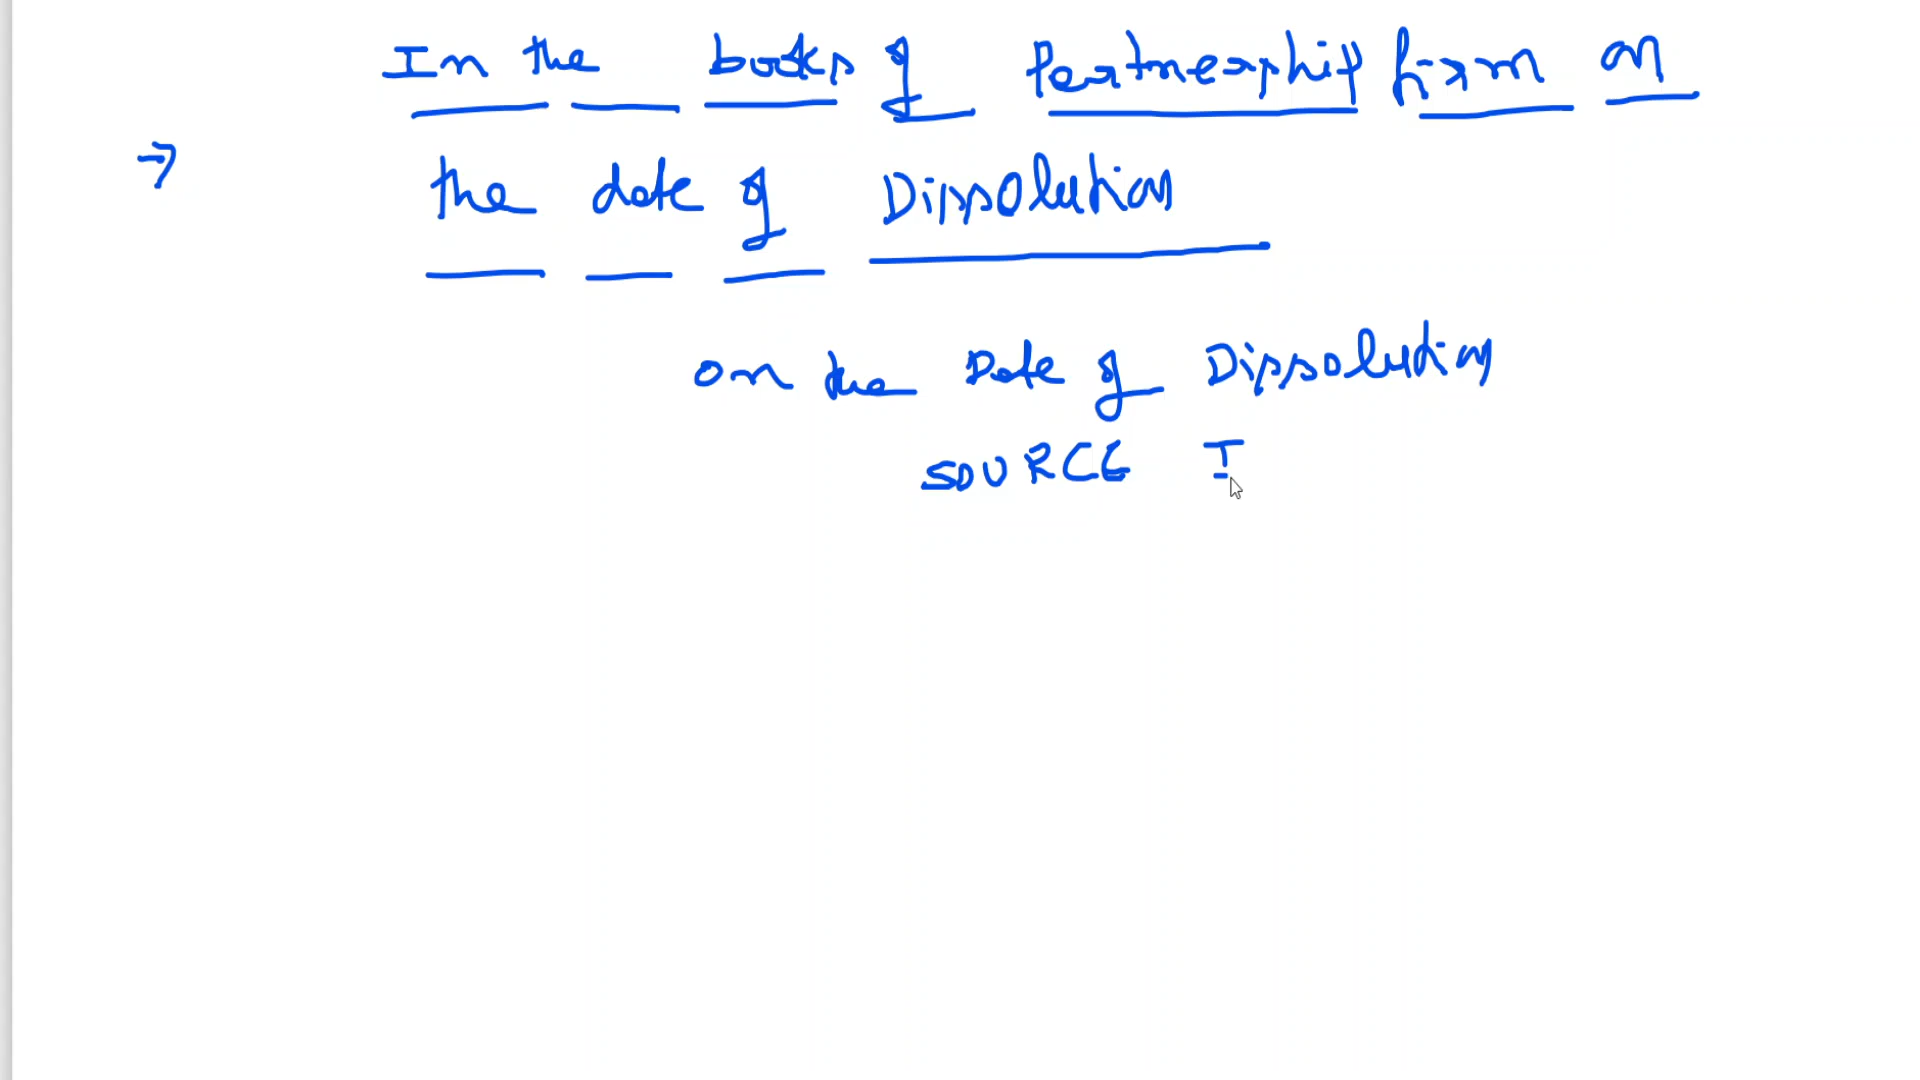 In the books of Partnership firm on
→ the date of Dissolution
on the Date of Dissolution
SOURCE I